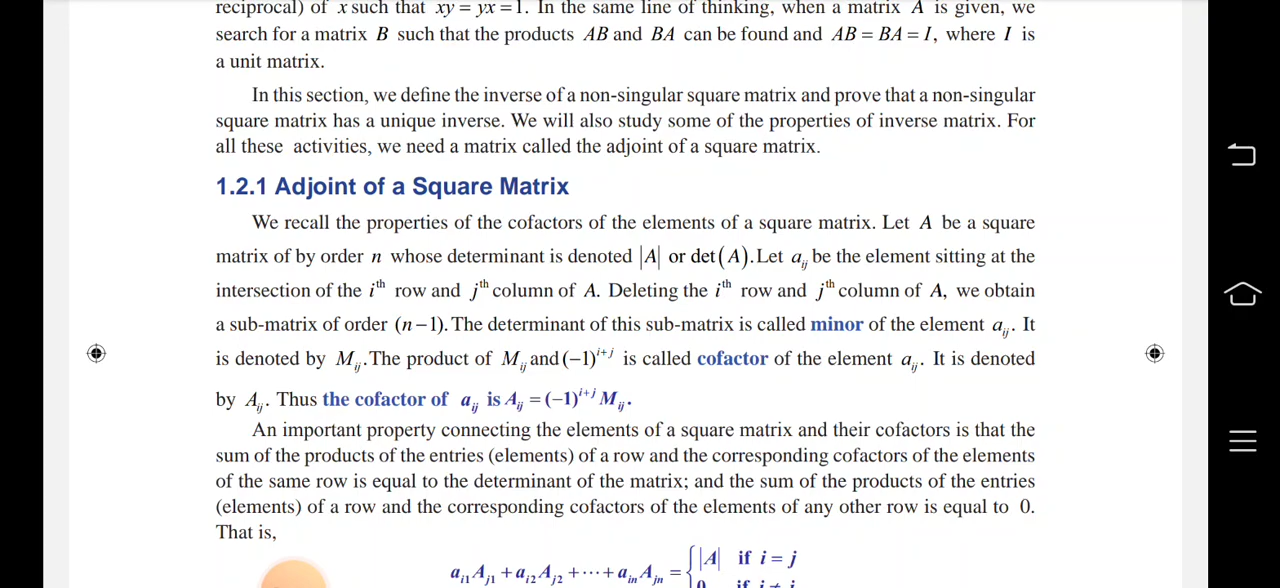 reciprocal) of x such that xy = yx = 1. In the same line of thinking, when a matrix A is given, we
search for a matrix B such that the products AB and BA can be found and AB = BA = I, where I is
a unit matrix.
In this section, we define the inverse of a non-singular square matrix and prove that a non-singular
square matrix has a unique inverse. We will also study some of the properties of inverse matrix. For
all these activities, we need a matrix called the adjoint of a square matrix.
1.2.1 Adjoint of a Square Matrix
We recall the properties of the cofactors of the elements of a square matrix. Let A be a square
matrix of by order n whose determinant is denoted |A| or det(A). Let a_ij be the element sitting at the
intersection of the i^th row and j^th column of A. Deleting the i^th row and j^th column of A, we obtain
a sub-matrix of order (n−1). The determinant of this sub-matrix is called minor of the element a_ij. It
is denoted by M_ij. The product of M_ij and (−1)^{i+j} is called cofactor of the element a_ij. It is denoted
by A_ij. Thus the cofactor of a_ij is A_ij = (−1)^{i+j} M_ij.
An important property connecting the elements of a square matrix and their cofactors is that the
sum of the products of the entries (elements) of a row and the corresponding cofactors of the elements
of the same row is equal to the determinant of the matrix; and the sum of the products of the entries
(elements) of a row and the corresponding cofactors of the elements of any other row is equal to 0.
That is,
a_i1 A_j1 + a_i2 A_j2 + ··· + a_in A_jn = { |A| if i = j
0 if i ≠ j